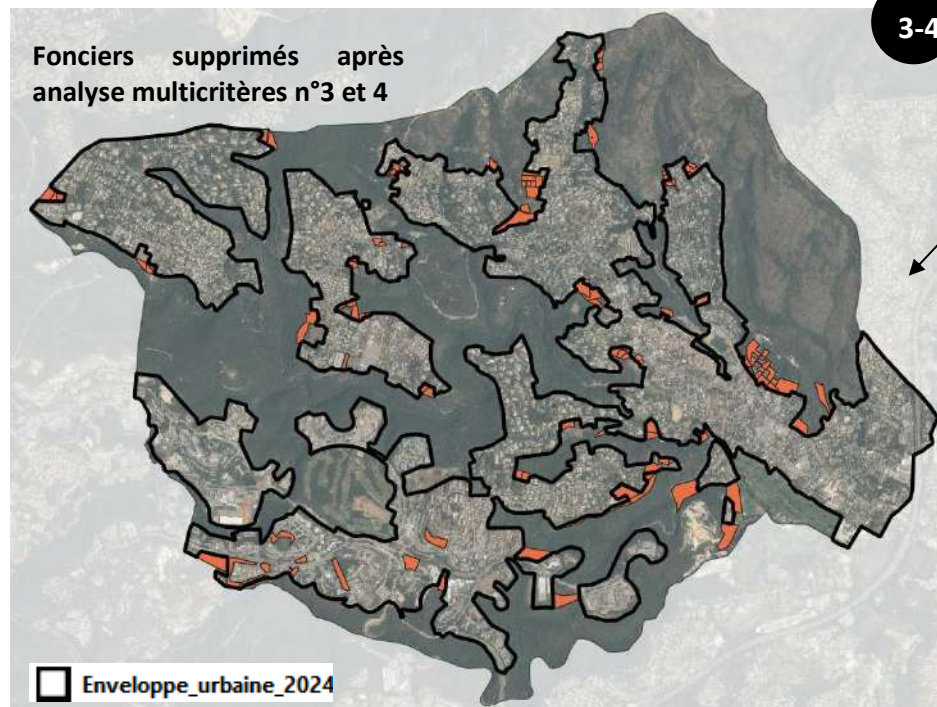 3-4
Fonciers supprimés après
analyse multicritères n°3 et 4
Enveloppe_urbaine_2024